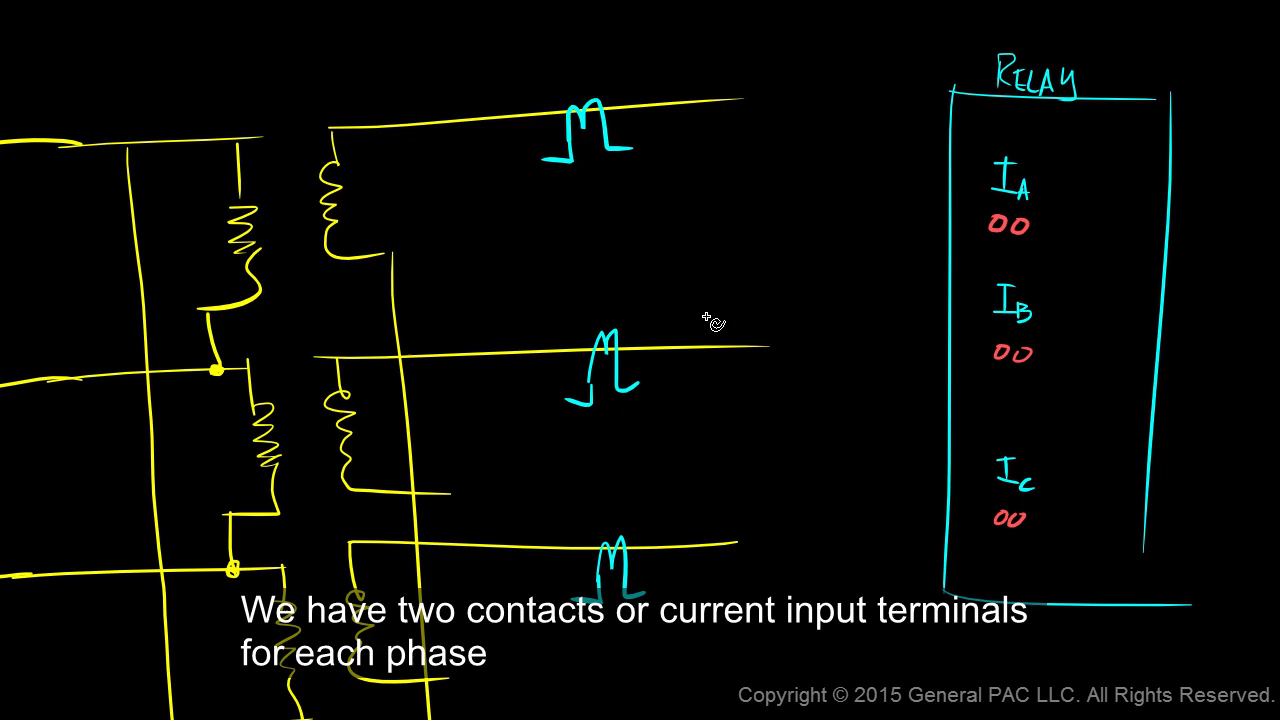 RELAY
IA
IB
IC
We have two contacts or current input terminals
for each phase
Copyright © 2015 General PAC LLC. All Rights Reserved.